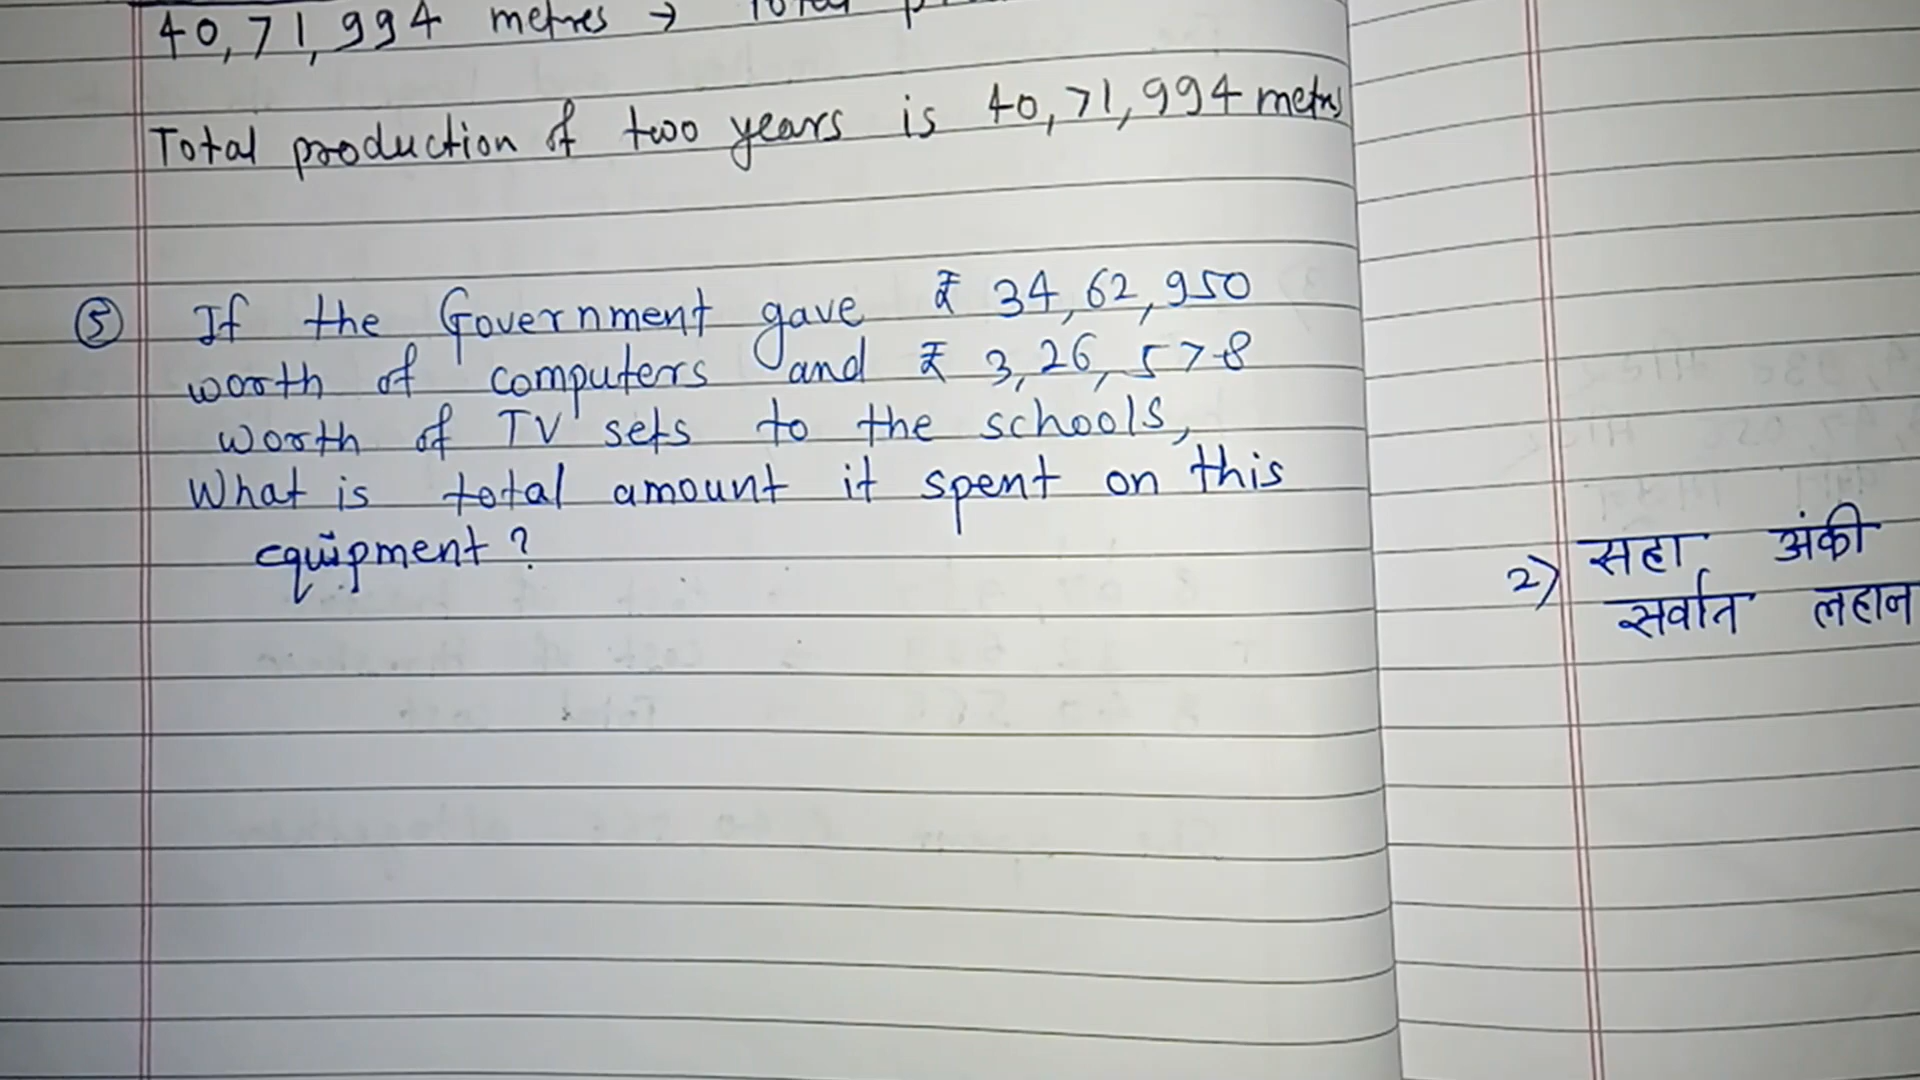 40,71,994 metres → Total
Total production of two years is 40,71,994 metres
⑤ If the Government gave ₹ 34,62,950
worth of computers and ₹ 3,26,578
worth of TV sets to the schools,
What is total amount it spent on this
equipment?
2) सहा अंकी
सर्वात लहान